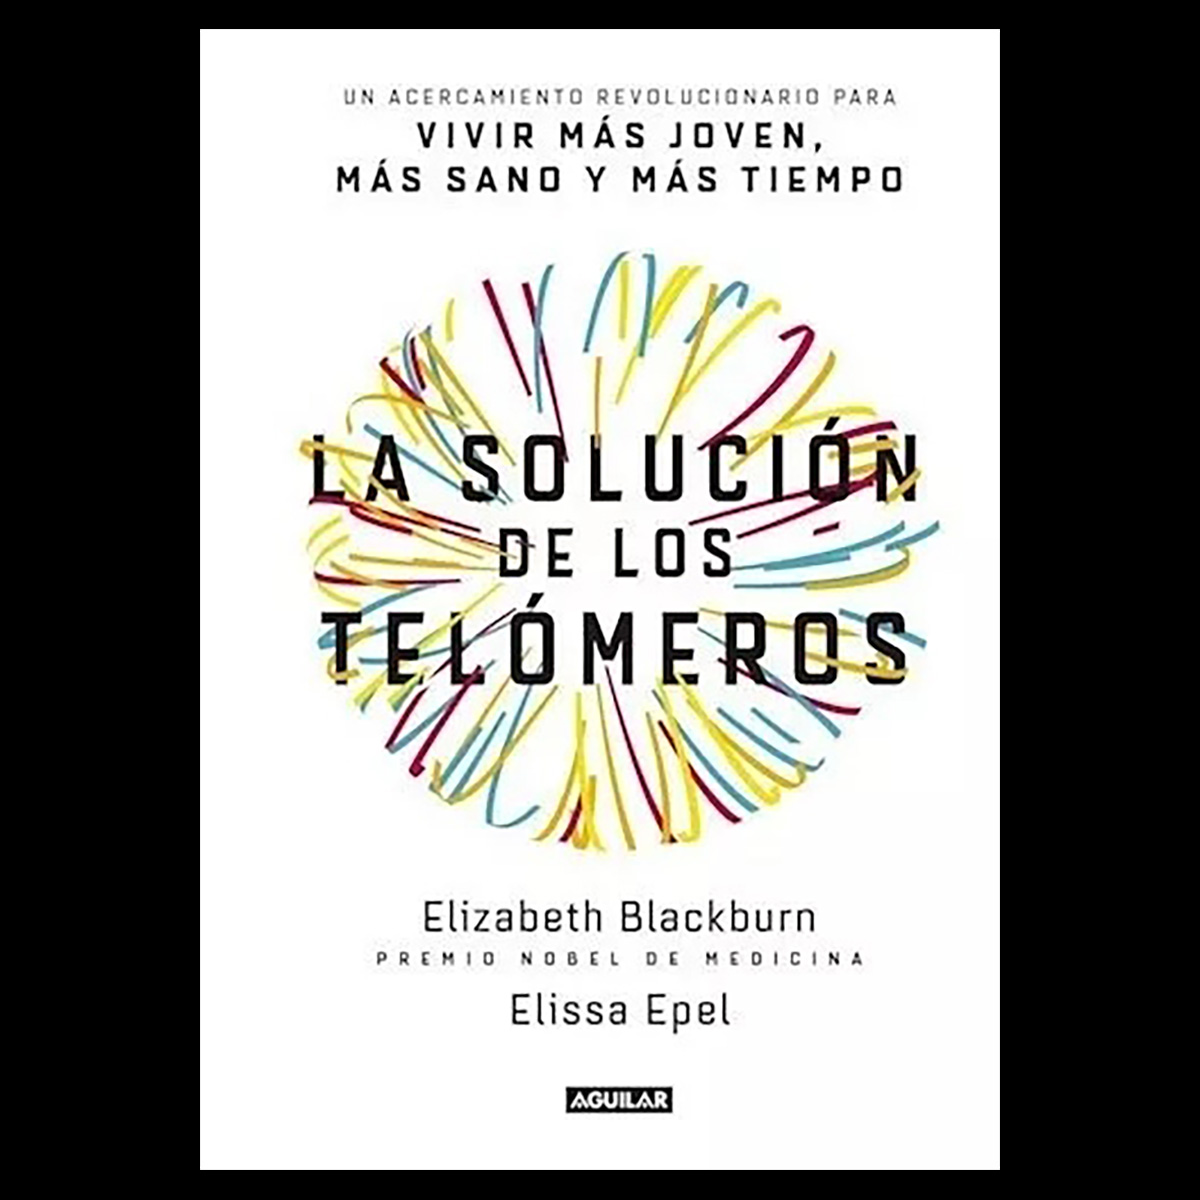 UN ACERCAMIENTO REVOLUCIONARIO PARA
VIVIR MÁS JOVEN,
MÁS SANO Y MÁS TIEMPO
LA SOLUCIÓN
DE LOS
TELÓMEROS
Elizabeth Blackburn
PREMIO NOBEL DE MEDICINA
Elissa Epel
AGUILAR